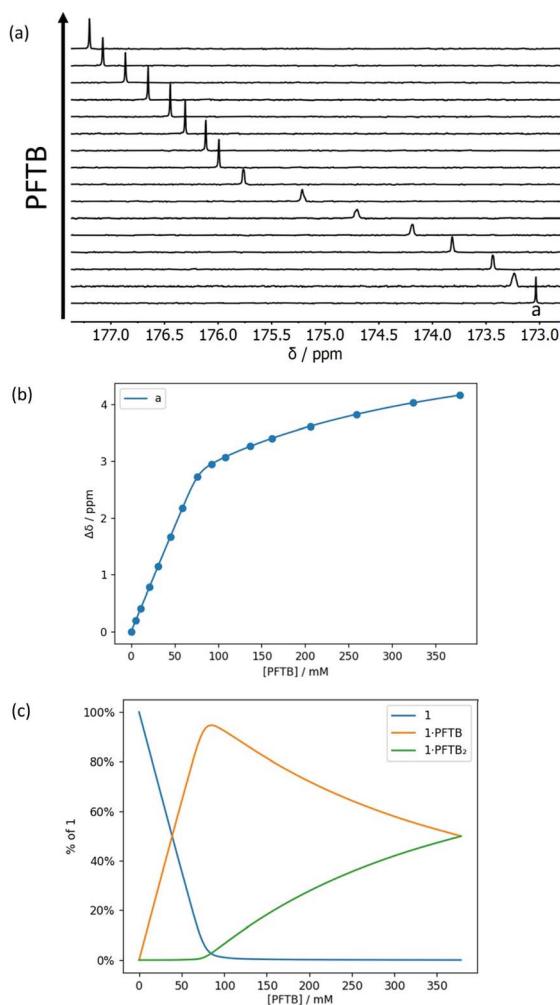 (a)
PFTB
a
177.0 176.5 176.0 175.5 175.0 174.5 174.0 173.5 173.0
δ / ppm
(b)
a
4
3
2
1
0
Δδ / ppm
0 50 100 150 200 250 300 350
[PFTB] / mM
(c)
1
1·PFTB
1·PFTB₂
100%
80%
60%
40%
20%
0%
% of 1
0 50 100 150 200 250 300 350
[PFTB] / mM